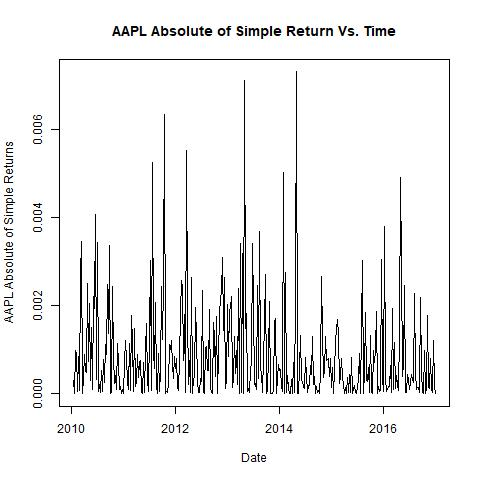 AAPL Absolute of Simple Return Vs. Time
AAPL Absolute of Simple Returns
0.006
0.004
0.002
0.000
2010 2012 2014 2016
Date